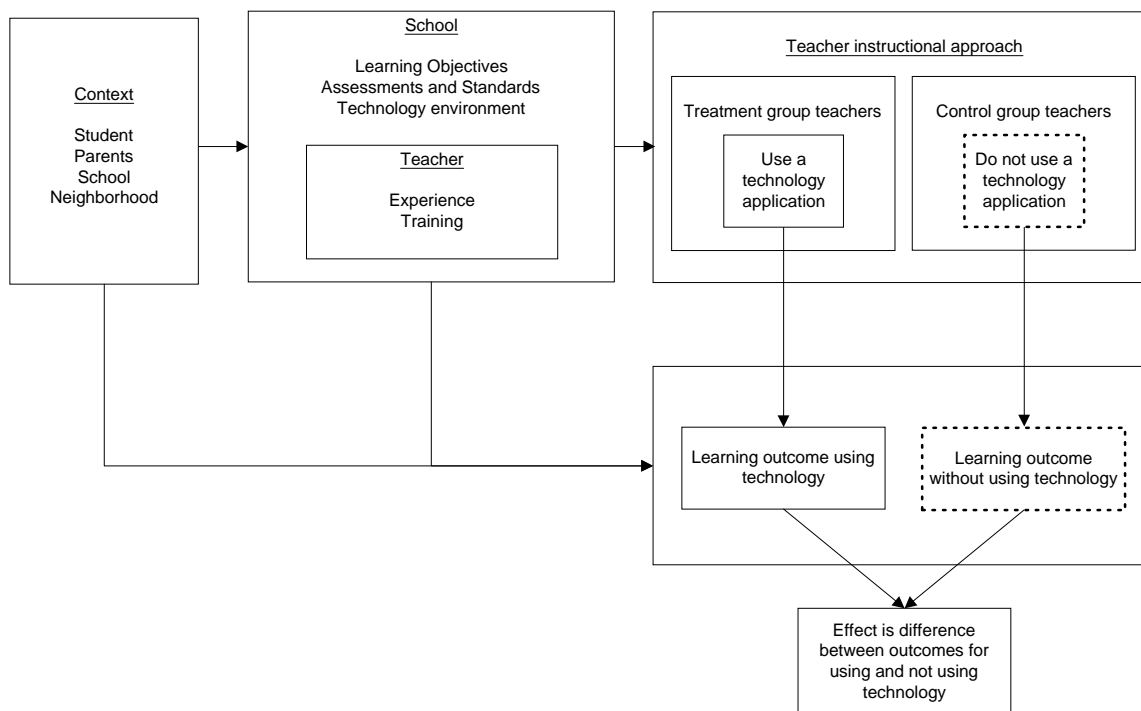 Context
Student
Parents
School
Neighborhood
School
Learning Objectives
Assessments and Standards
Technology environment
Teacher
Experience
Training
Teacher instructional approach
Treatment group teachers
Use a
technology
application
Control group teachers
Do not use a
technology
application
Learning outcome using
technology
Learning outcome
without using technology
Effect is difference
between outcomes for
using and not using
technology